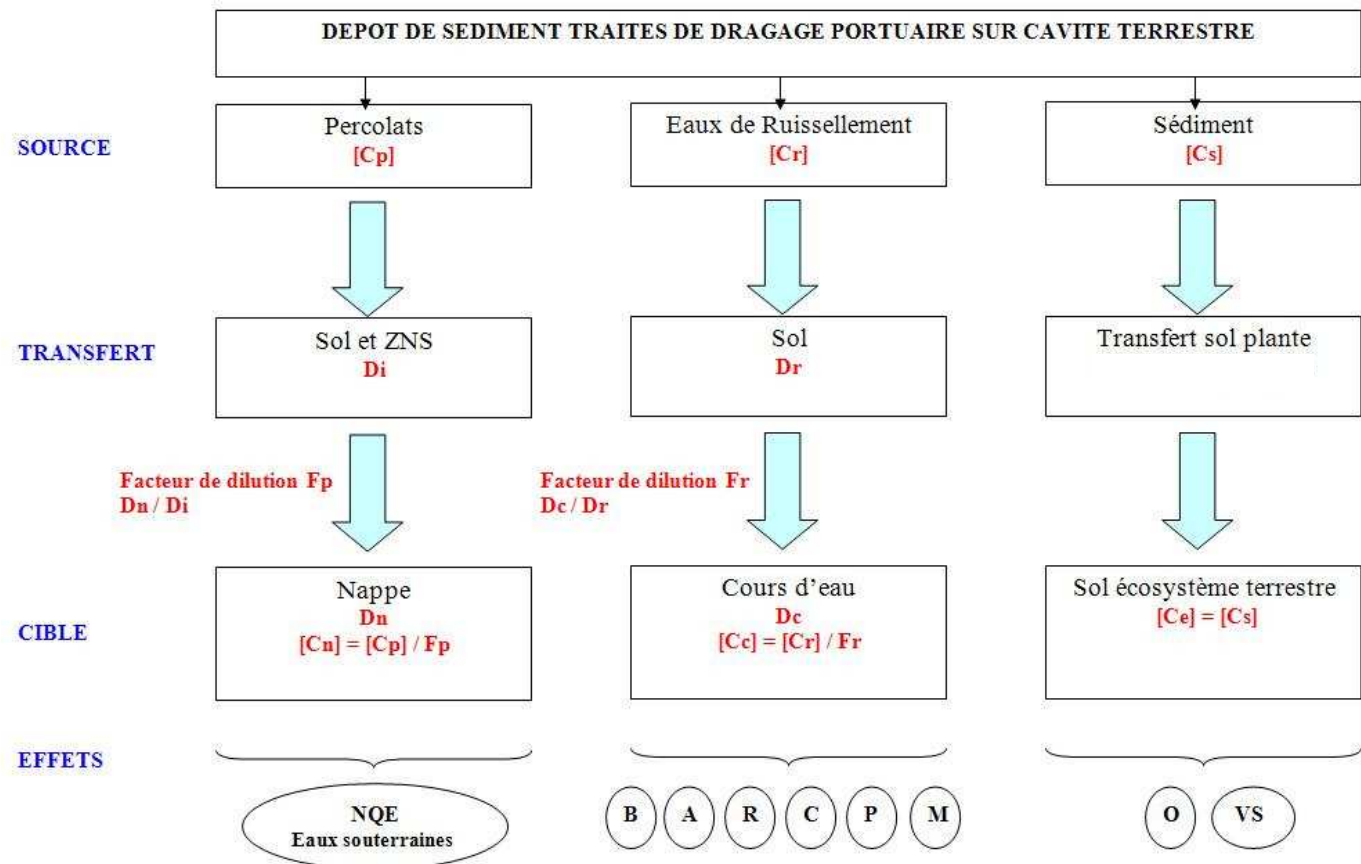 DEPOT DE SEDIMENT TRAITES DE DRAGAGE PORTUAIRE SUR CAVITE TERRESTRE
SOURCE
Percolats
[Cp]
Eaux de Ruissellement
[Cr]
Sédiment
[Cs]
TRANSFERT
Sol et ZNS
Di
Sol
Dr
Transfert sol plante
Facteur de dilution Fp
Dn / Di
Facteur de dilution Fr
Dc / Dr
CIBLE
Nappe
Dn
[Cn] = [Cp] / Fp
Cours d'eau
Dc
[Cc] = [Cr] / Fr
Sol écosystème terrestre
[Ce] = [Cs]
EFFETS
NQE
Eaux souterraines
B
A
R
C
P
M
O
VS